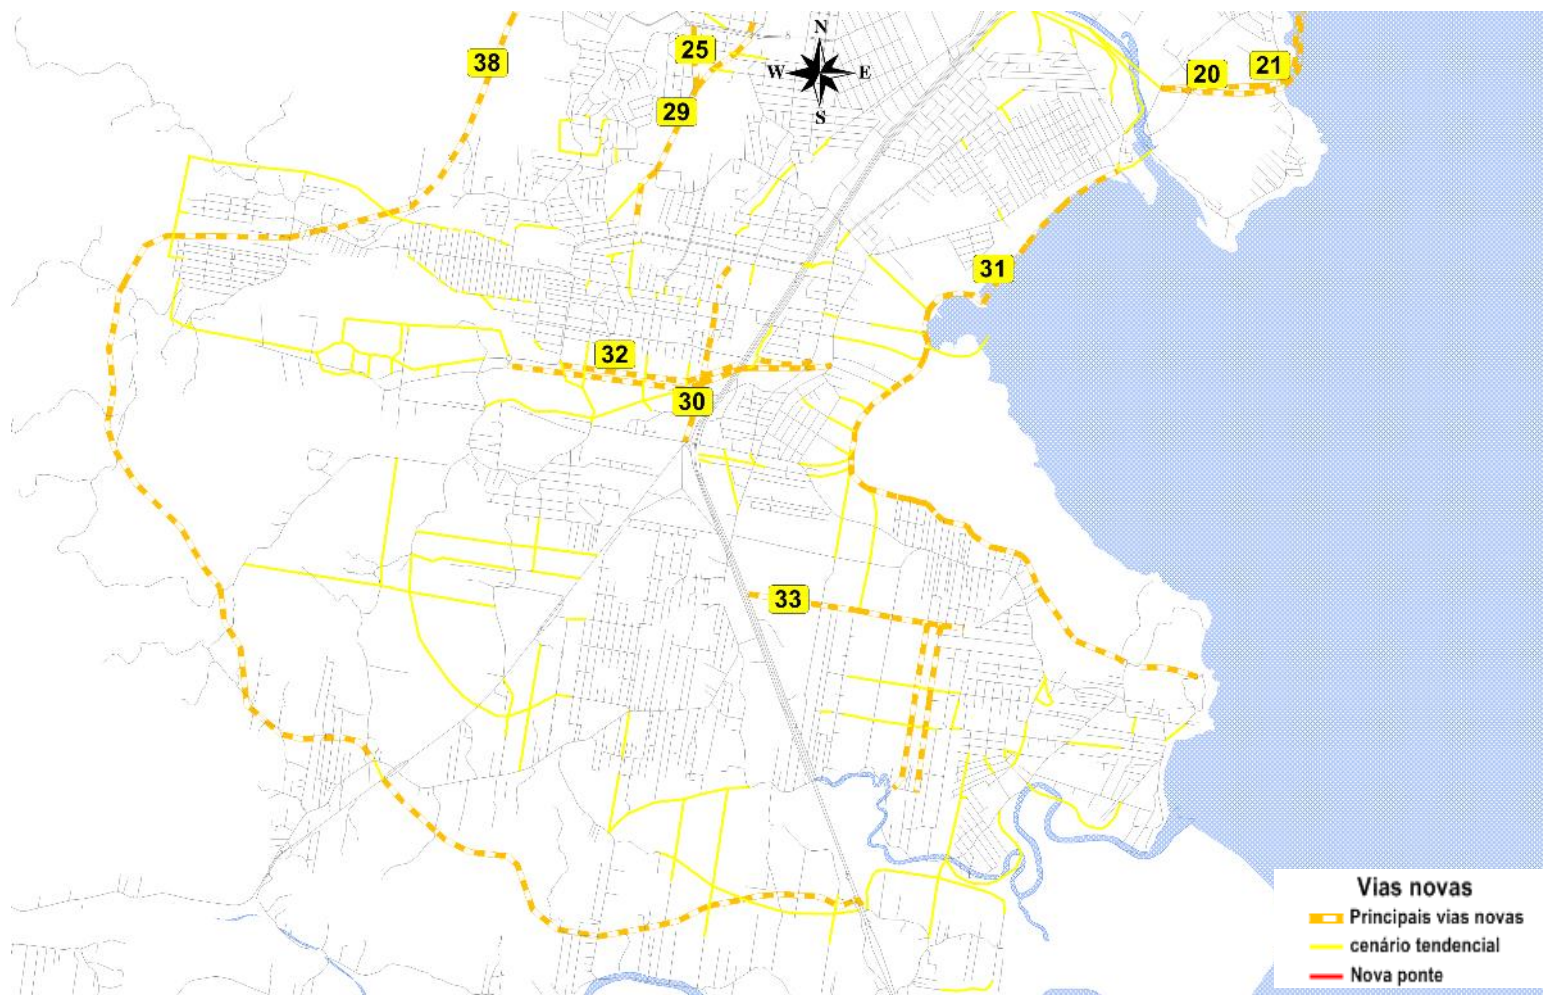 N
25
38
W
E
20
21
29
S
31
32
30
33
Vias novas
Principais vias novas
cenário tendencial
Nova ponte